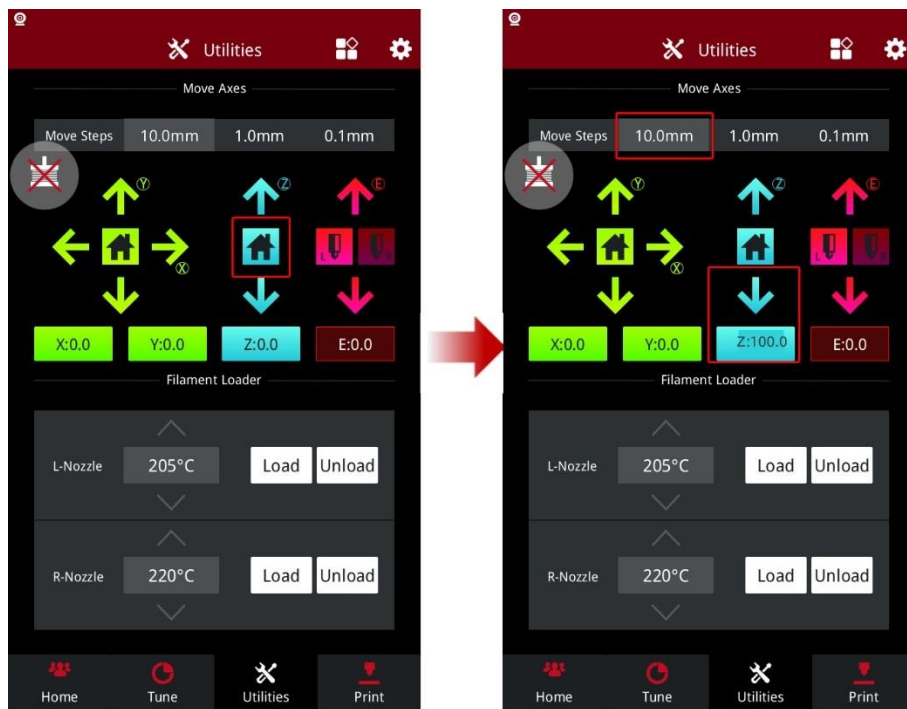 Utilities
Move Axes
Move Steps 10.0mm 1.0mm 0.1mm
Y Z E
X L R
X:0.0 Y:0.0 Z:0.0 E:0.0
Filament Loader
L-Nozzle 205°C Load Unload
R-Nozzle 220°C Load Unload
Home Tune Utilities Print
Utilities
Move Axes
Move Steps 10.0mm 1.0mm 0.1mm
Y Z E
X L R
X:0.0 Y:0.0 Z:100.0 E:0.0
Filament Loader
L-Nozzle 205°C Load Unload
R-Nozzle 220°C Load Unload
Home Tune Utilities Print